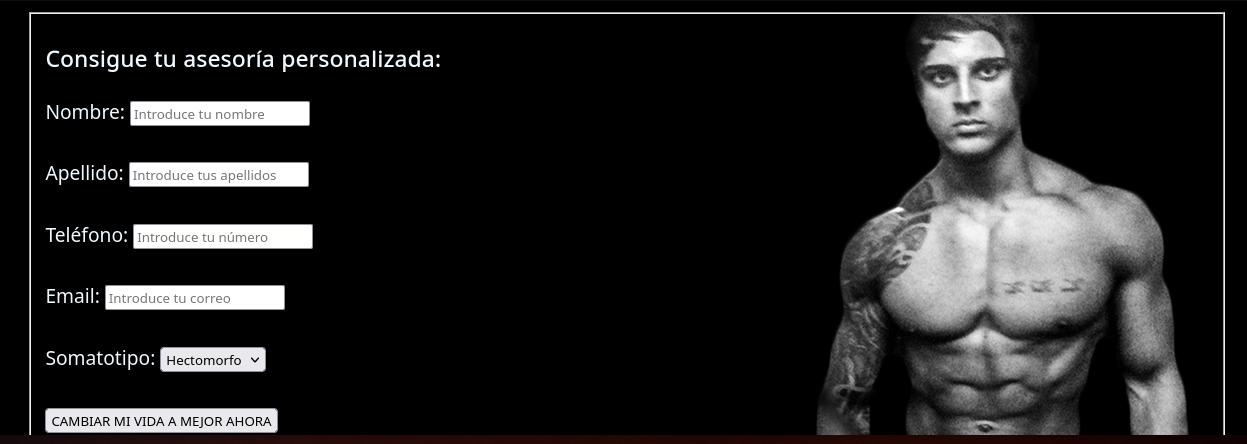 Consigue tu asesoría personalizada:
Nombre: Introduce tu nombre
Apellido: Introduce tus apellidos
Teléfono: Introduce tu número
Email: Introduce tu correo
Somatotipo: Hectomorfo
CAMBIAR MI VIDA A MEJOR AHORA